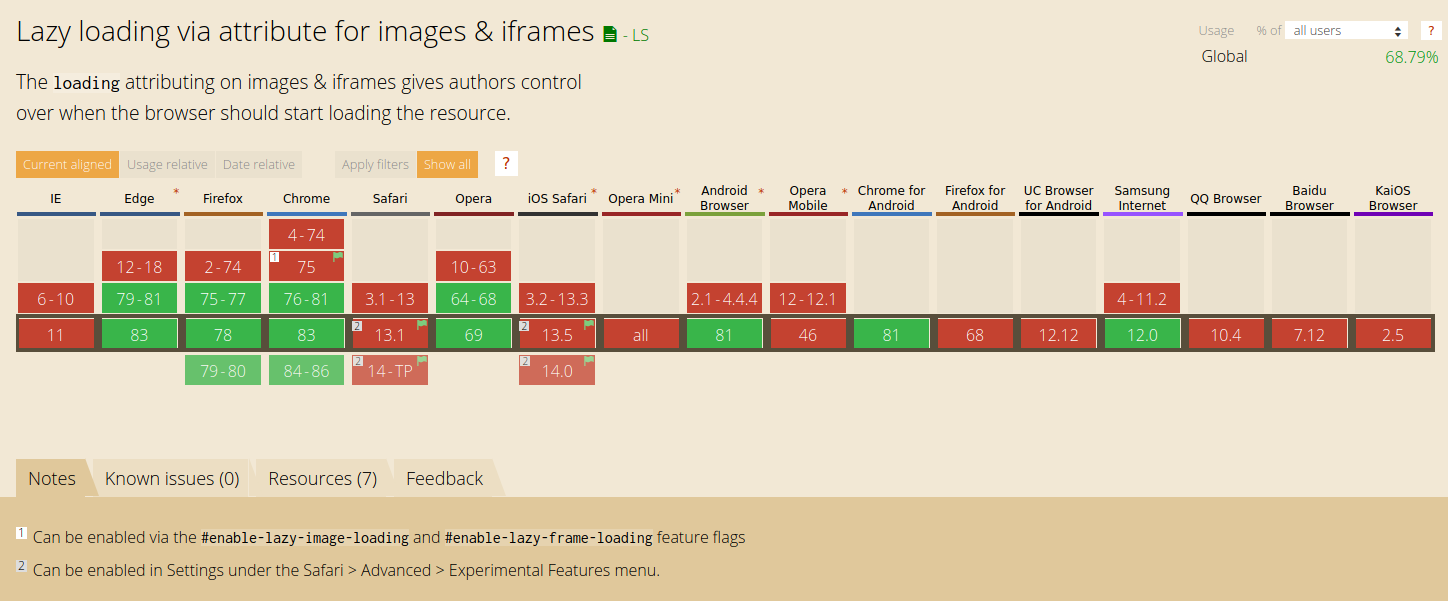 Lazy loading via attribute for images & iframes - LS
Usage % of all users ?
Global 68.79%
The loading attributing on images & iframes gives authors control
over when the browser should start loading the resource.
Current aligned Usage relative Date relative Apply filters Show all ?
IE Edge * Firefox Chrome Safari Opera iOS Safari * Opera Mini * Android Browser * Opera Mobile * Chrome for Android Firefox for Android UC Browser for Android Samsung Internet QQ Browser Baidu Browser KaiOS Browser
4-74
12-18 2-74 1 75 10-63
6-10 79-81 75-77 76-81 3.1-13 64-68 3.2-13.3 2.1-4.4.4 12-12.1 4-11.2
11 83 78 83 2 13.1 69 2 13.5 all 81 46 81 68 12.12 12.0 10.4 7.12 2.5
79-80 84-86 2 14-TP 2 14.0
Notes Known issues (0) Resources (7) Feedback
1 Can be enabled via the #enable-lazy-image-loading and #enable-lazy-frame-loading feature flags
2 Can be enabled in Settings under the Safari > Advanced > Experimental Features menu.